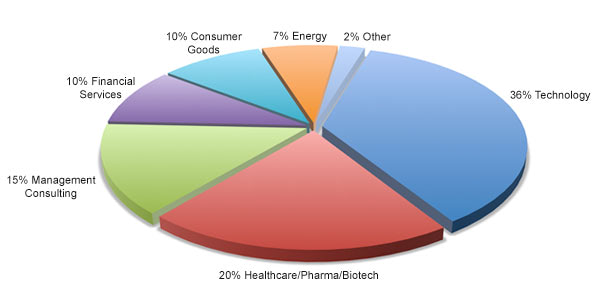 10% Consumer
Goods
7% Energy
2% Other
10% Financial
Services
36% Technology
15% Management
Consulting
20% Healthcare/Pharma/Biotech